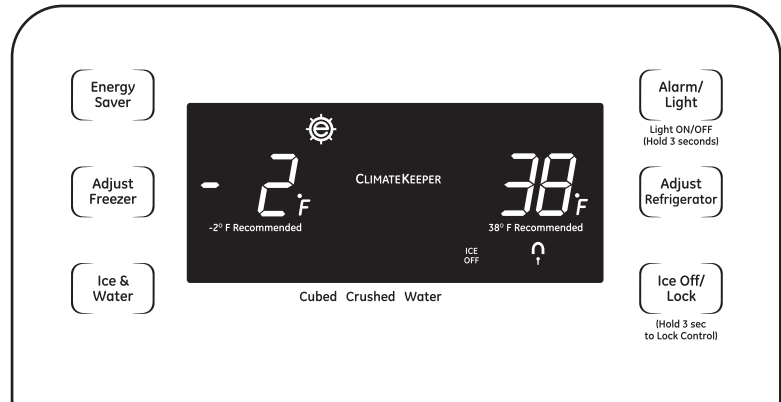 Energy
Saver
Alarm/
Light
Light ON/OFF
(Hold 3 seconds)
e
Adjust
Freezer
- 2°F
-2° F Recommended
CLIMATEKEEPER
38°F
38° F Recommended
Adjust
Refrigerator
ICE
OFF
Ice &
Water
Cubed Crushed Water
Ice Off/
Lock
(Hold 3 sec
to Lock Control)